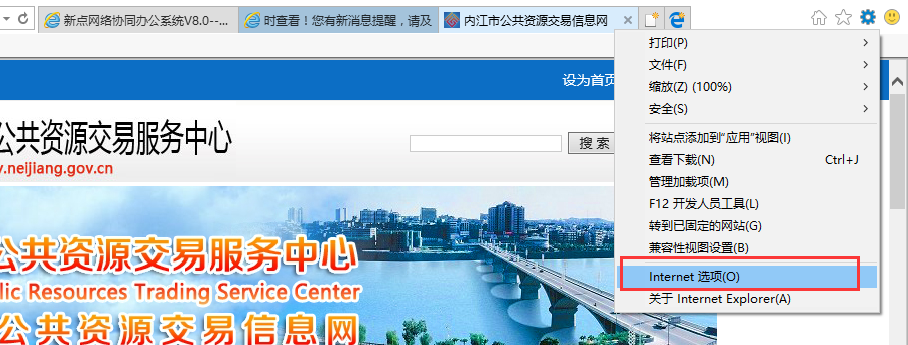 新点网络协同办公系统V8.0--...
时查看！您有新消息提醒，请及
内江市公共资源交易信息网
打印(P)
文件(F)
缩放(Z) (100%)
安全(S)
将站点添加到“应用”视图(I)
查看下载(N) Ctrl+J
管理加载项(M)
F12 开发人员工具(L)
转到已固定的网站(G)
兼容性视图设置(B)
Internet 选项(O)
关于 Internet Explorer(A)
设为首页
公共资源交易服务中心
.neijiang.gov.cn
搜 索
公共资源交易服务中心
lic Resources Trading Service Center
公共资源交易信息网